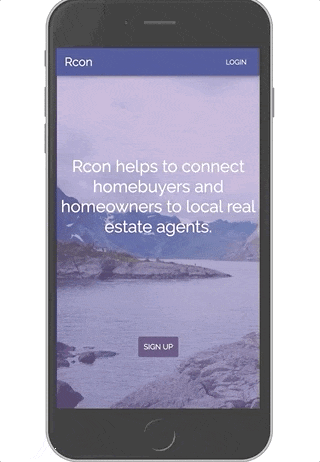 Rcon
LOGIN
Rcon helps to connect
homebuyers and
homeowners to local real
estate agents.
SIGN UP